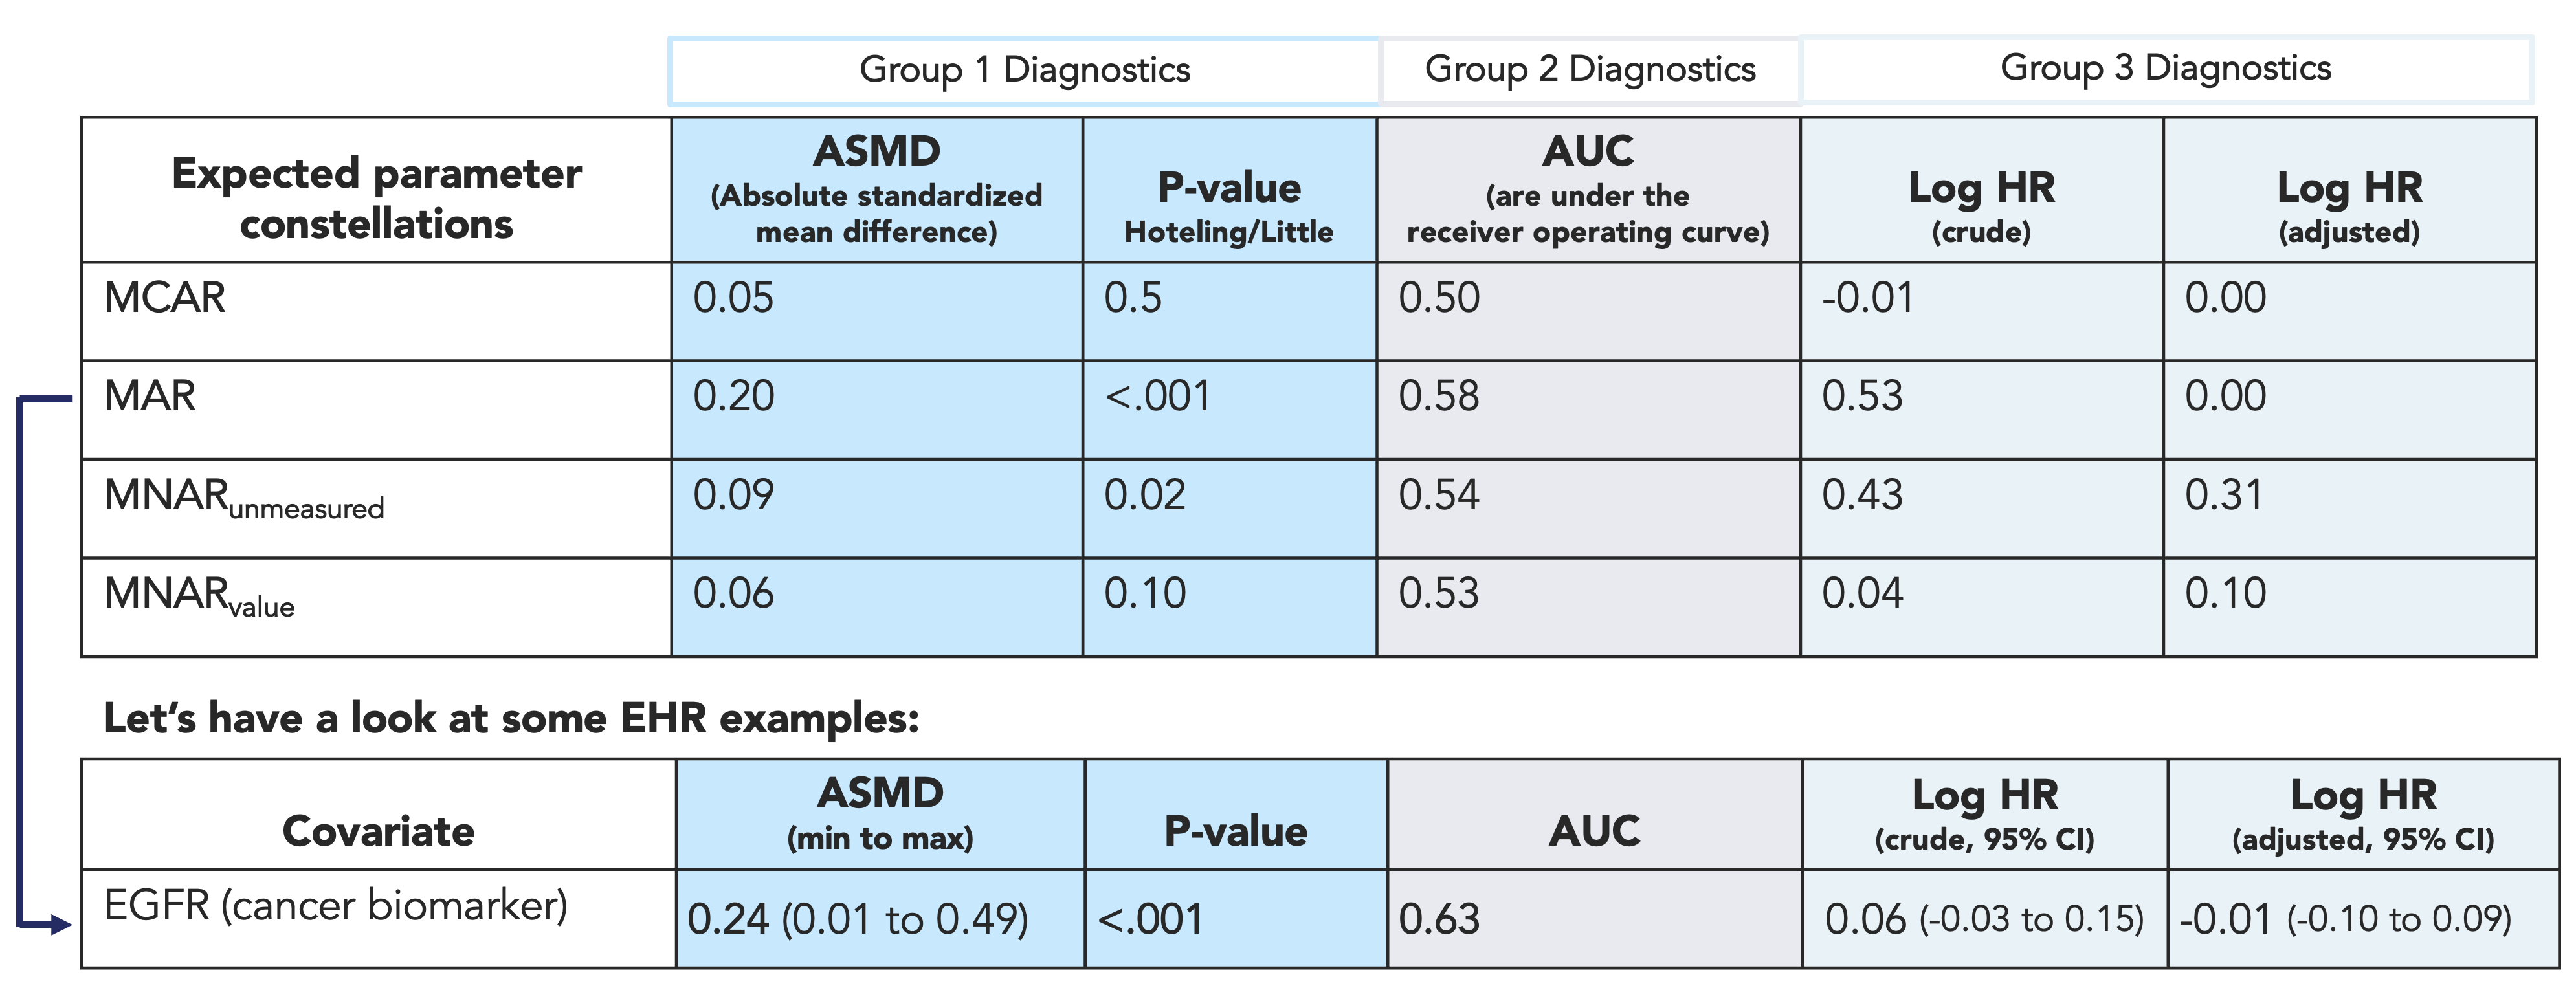 Group 1 Diagnostics Group 2 Diagnostics Group 3 Diagnostics
Expected parameter constellations ASMD (Absolute standardized mean difference) P-value Hoteling/Little AUC (are under the receiver operating curve) Log HR (crude) Log HR (adjusted)
MCAR 0.05 0.5 0.50 -0.01 0.00
MAR 0.20 <.001 0.58 0.53 0.00
MNARunmeasured 0.09 0.02 0.54 0.43 0.31
MNARvalue 0.06 0.10 0.53 0.04 0.10
Let's have a look at some EHR examples:
Covariate ASMD (min to max) P-value AUC Log HR (crude, 95% CI) Log HR (adjusted, 95% CI)
EGFR (cancer biomarker) 0.24 (0.01 to 0.49) <.001 0.63 0.06 (-0.03 to 0.15) -0.01 (-0.10 to 0.09)